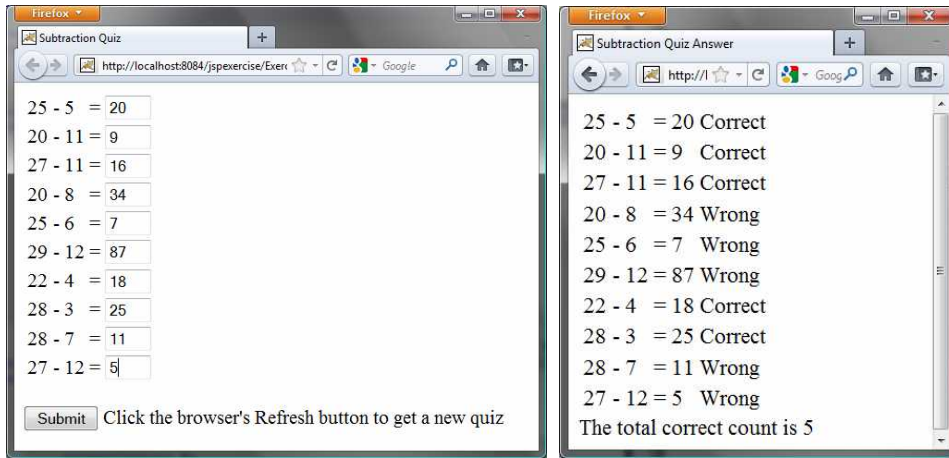 Firefox
Subtraction Quiz
http://localhost:8084/jspexercise/Exerc
Google
25 - 5 = 20
20 - 11 = 9
27 - 11 = 16
20 - 8 = 34
25 - 6 = 7
29 - 12 = 87
22 - 4 = 18
28 - 3 = 25
28 - 7 = 11
27 - 12 = 5
Submit Click the browser's Refresh button to get a new quiz
Firefox
Subtraction Quiz Answer
http://l
Goog
25 - 5 = 20 Correct
20 - 11 = 9 Correct
27 - 11 = 16 Correct
20 - 8 = 34 Wrong
25 - 6 = 7 Wrong
29 - 12 = 87 Wrong
22 - 4 = 18 Correct
28 - 3 = 25 Correct
28 - 7 = 11 Wrong
27 - 12 = 5 Wrong
The total correct count is 5